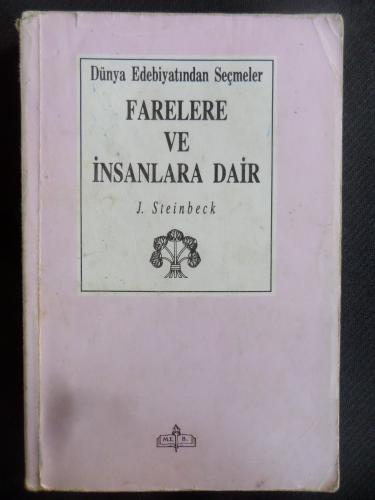 Dünya Edebiyatından Seçmeler
FARELERE
VE
İNSANLARA DAİR
J. Steinbeck
M.E B.